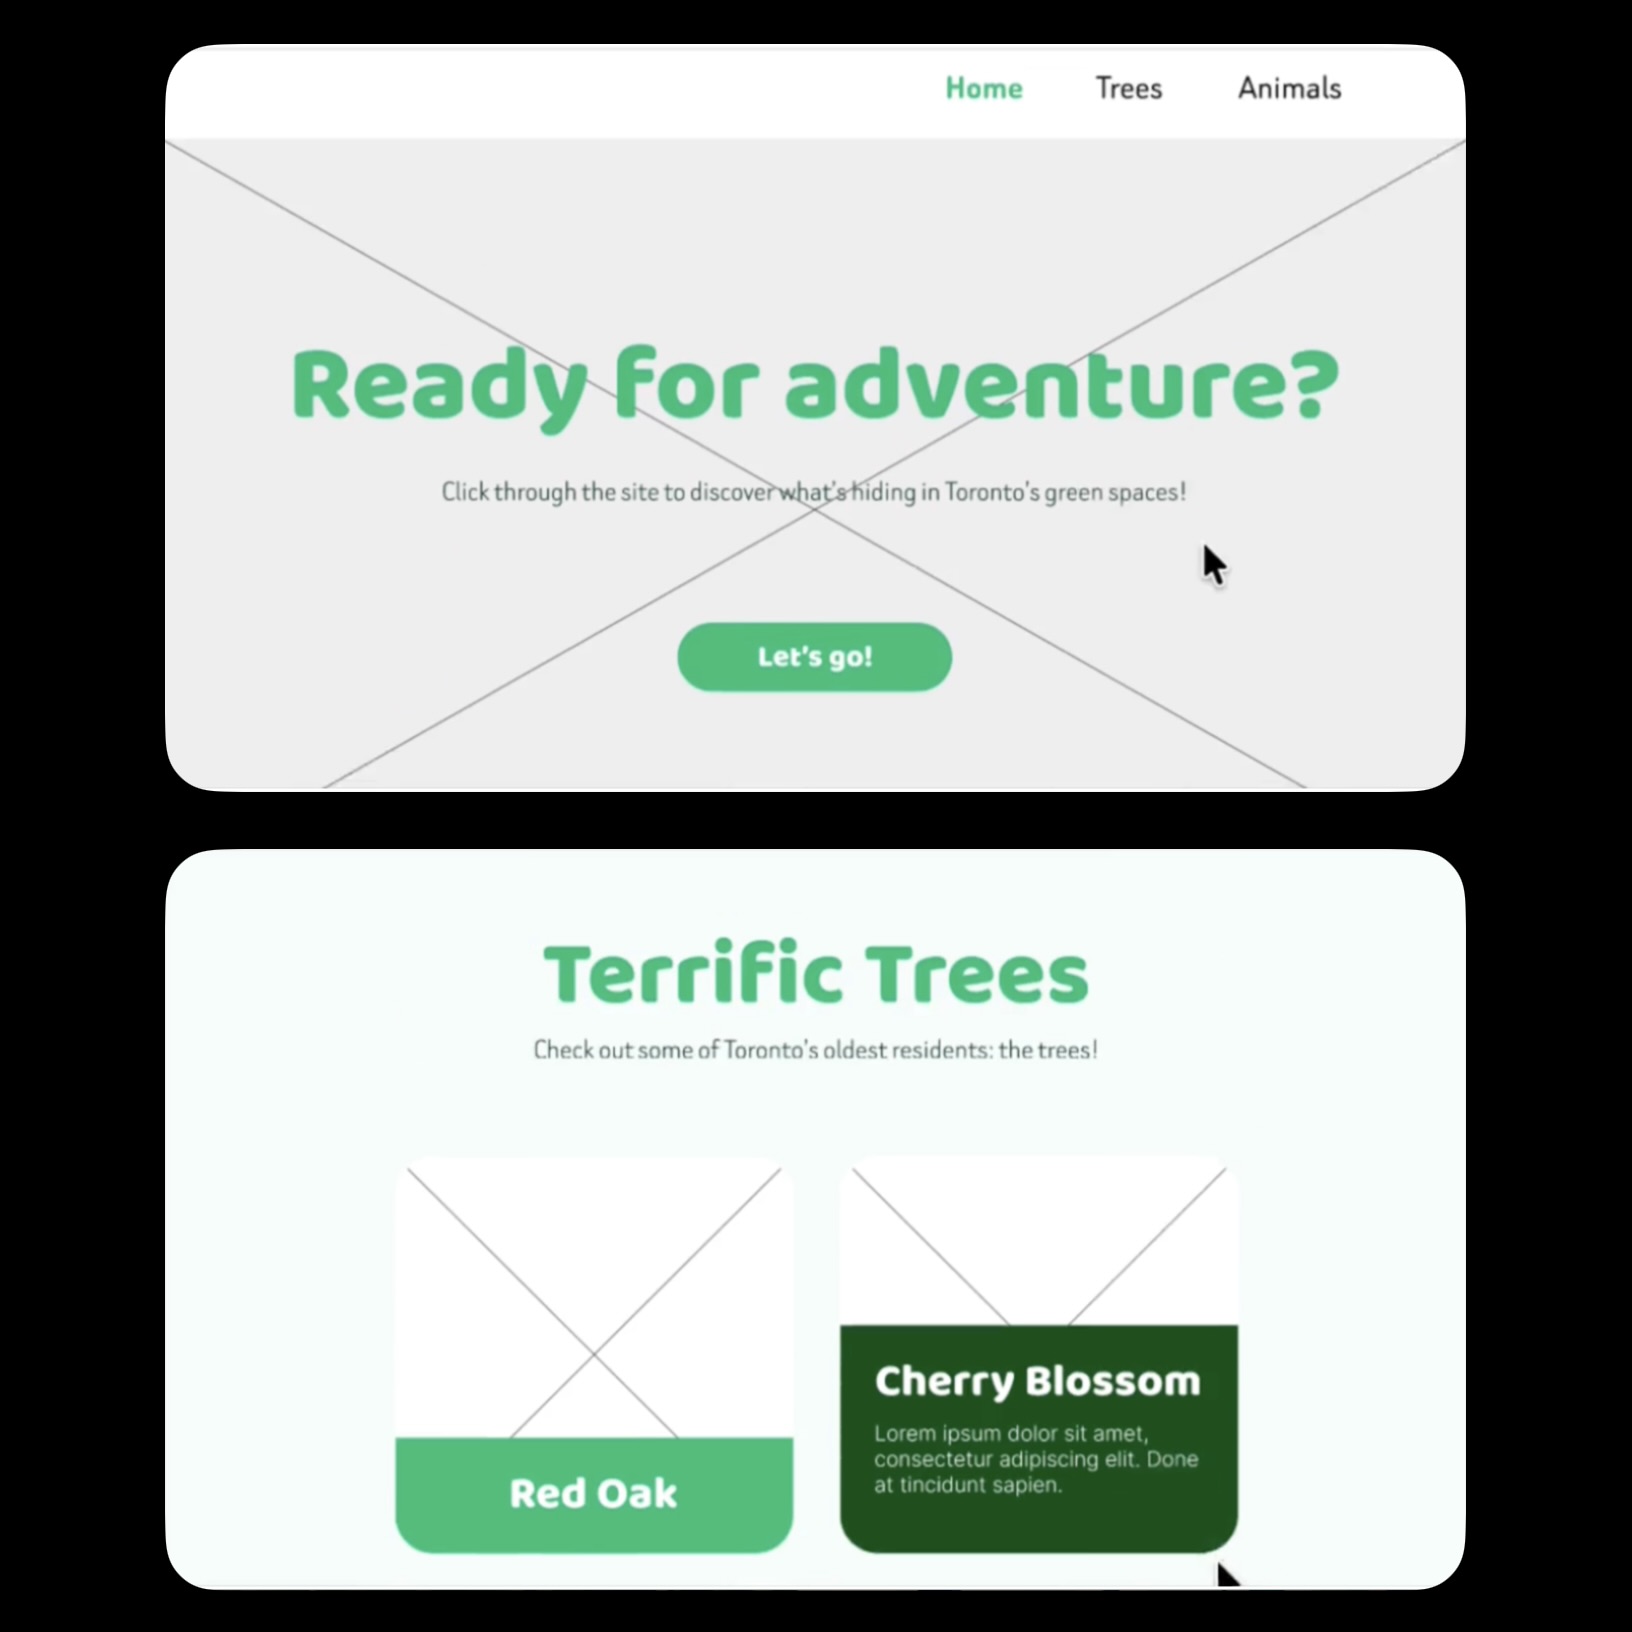 Home Trees Animals
Ready for adventure?
Click through the site to discover what's hiding in Toronto's green spaces!
Let's go!
Terrific Trees
Check out some of Toronto's oldest residents: the trees!
Red Oak
Cherry Blossom
Lorem ipsum dolor sit amet,
consectetur adipiscing elit. Done
at tincidunt sapien.